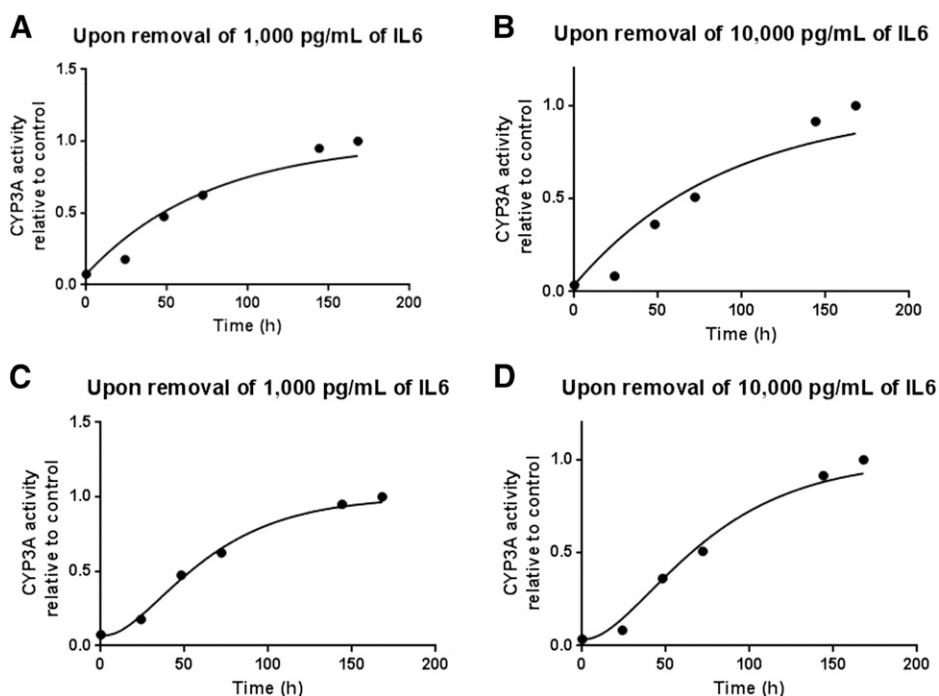 A
Upon removal of 1,000 pg/mL of IL6
CYP3A activity
relative to control
1.5
1.0
0.5
0.0
0
50
100
150
200
Time (h)
B
Upon removal of 10,000 pg/mL of IL6
CYP3A activity
relative to control
1.0
0.5
0.0
0
50
100
150
200
Time (h)
C
Upon removal of 1,000 pg/mL of IL6
CYP3A activity
relative to control
1.5
1.0
0.5
0.0
0
50
100
150
200
Time (h)
D
Upon removal of 10,000 pg/mL of IL6
CYP3A activity
relative to control
1.0
0.5
0.0
0
50
100
150
200
Time (h)